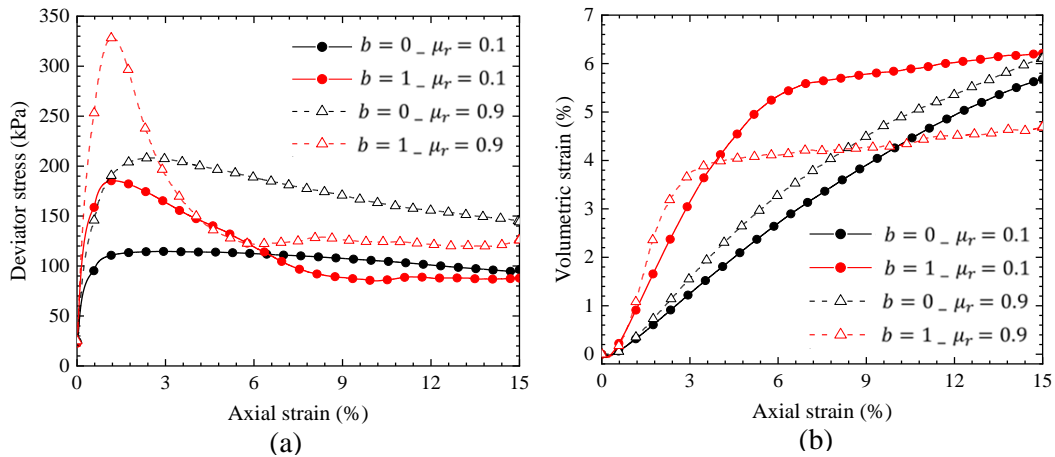 400
350
300
250
200
150
100
50
0
Deviator stress (kPa)
b = 0 _ μr = 0.1
b = 1 _ μr = 0.1
b = 0 _ μr = 0.9
b = 1 _ μr = 0.9
0 3 6 9 12 15
Axial strain (%)
(a)
7
6
5
4
3
2
1
0
Volumetric strain (%)
b = 0 _ μr = 0.1
b = 1 _ μr = 0.1
b = 0 _ μr = 0.9
b = 1 _ μr = 0.9
0 3 6 9 12 15
Axial strain (%)
(b)